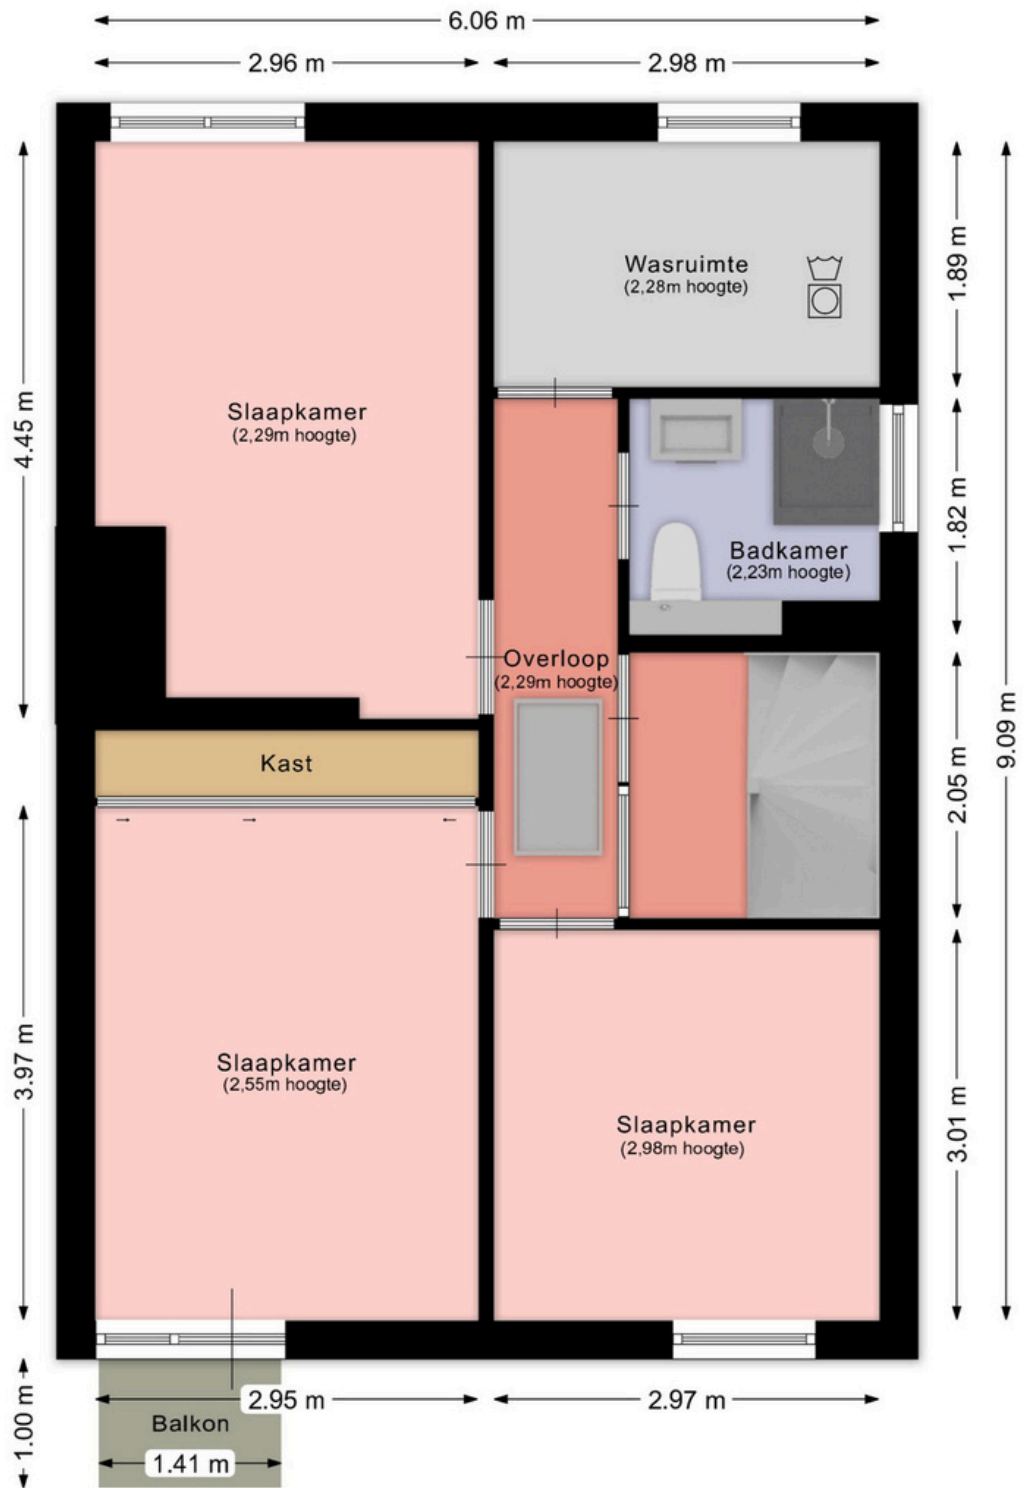 6.06 m
2.96 m
2.98 m
4.45 m
1.89 m
9.09 m
Wasruimte
(2,28m hoogte)
Slaapkamer
(2,29m hoogte)
1.82 m
Badkamer
(2,23m hoogte)
Overloop
(2,29m hoogte)
Kast
2.05 m
3.97 m
Slaapkamer
(2,55m hoogte)
Slaapkamer
(2,98m hoogte)
3.01 m
2.95 m
2.97 m
1.00 m
Balkon
1.41 m